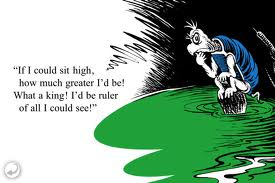 “If I could sit high,
how much greater I’d be!
What a king! I’d be ruler
of all I could see!”